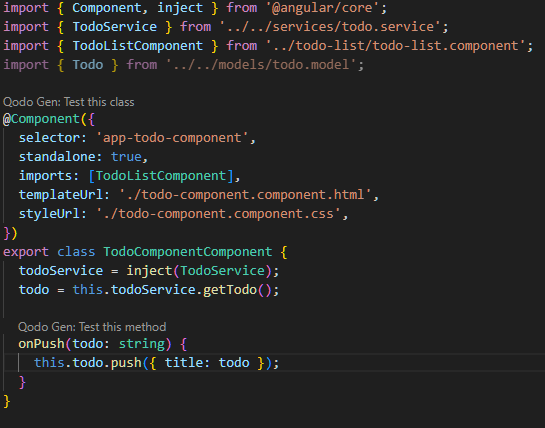 import { Component, inject } from '@angular/core';
import { TodoService } from '../../services/todo.service';
import { TodoListComponent } from '../todo-list/todo-list.component';
import { Todo } from '../../models/todo.model';
Qodo Gen: Test this class
@Component({
  selector: 'app-todo-component',
  standalone: true,
  imports: [TodoListComponent],
  templateUrl: './todo-component.component.html',
  styleUrl: './todo-component.component.css',
})
export class TodoComponentComponent {
  todoService = inject(TodoService);
  todo = this.todoService.getTodo();
  Qodo Gen: Test this method
  onPush(todo: string) {
    this.todo.push({ title: todo });
  }
}